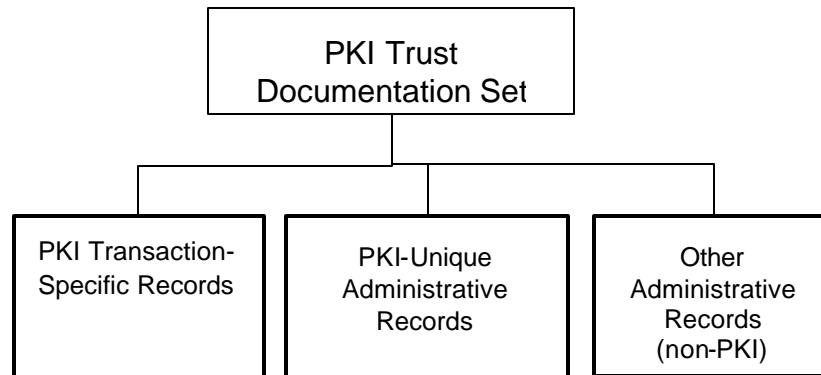 PKI Trust
Documentation Set
PKI Transaction-
Specific Records
PKI-Unique
Administrative
Records
Other
Administrative
Records
(non-PKI)